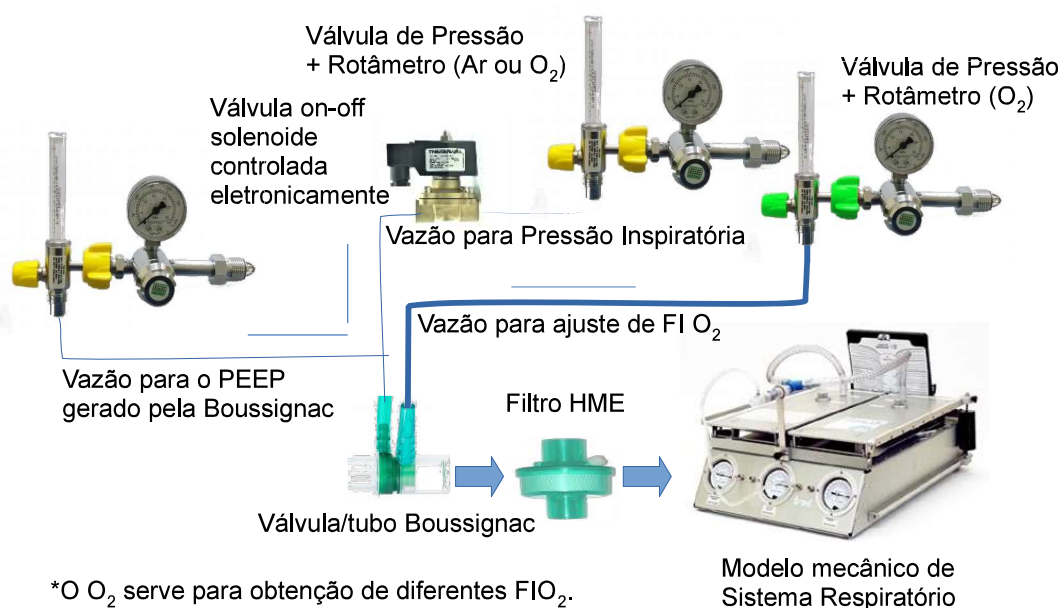 Válvula de Pressão
+ Rotâmetro (Ar ou O₂)
Válvula de Pressão
+ Rotâmetro (O₂)
Válvula on-off
solenoide
controlada
eletronicamente
Vazão para Pressão Inspiratória
Vazão para ajuste de FI O₂
Vazão para o PEEP
gerado pela Boussignac
Filtro HME
Válvula/tubo Boussignac
Modelo mecânico de
Sistema Respiratório
*O O₂ serve para obtenção de diferentes FIO₂.